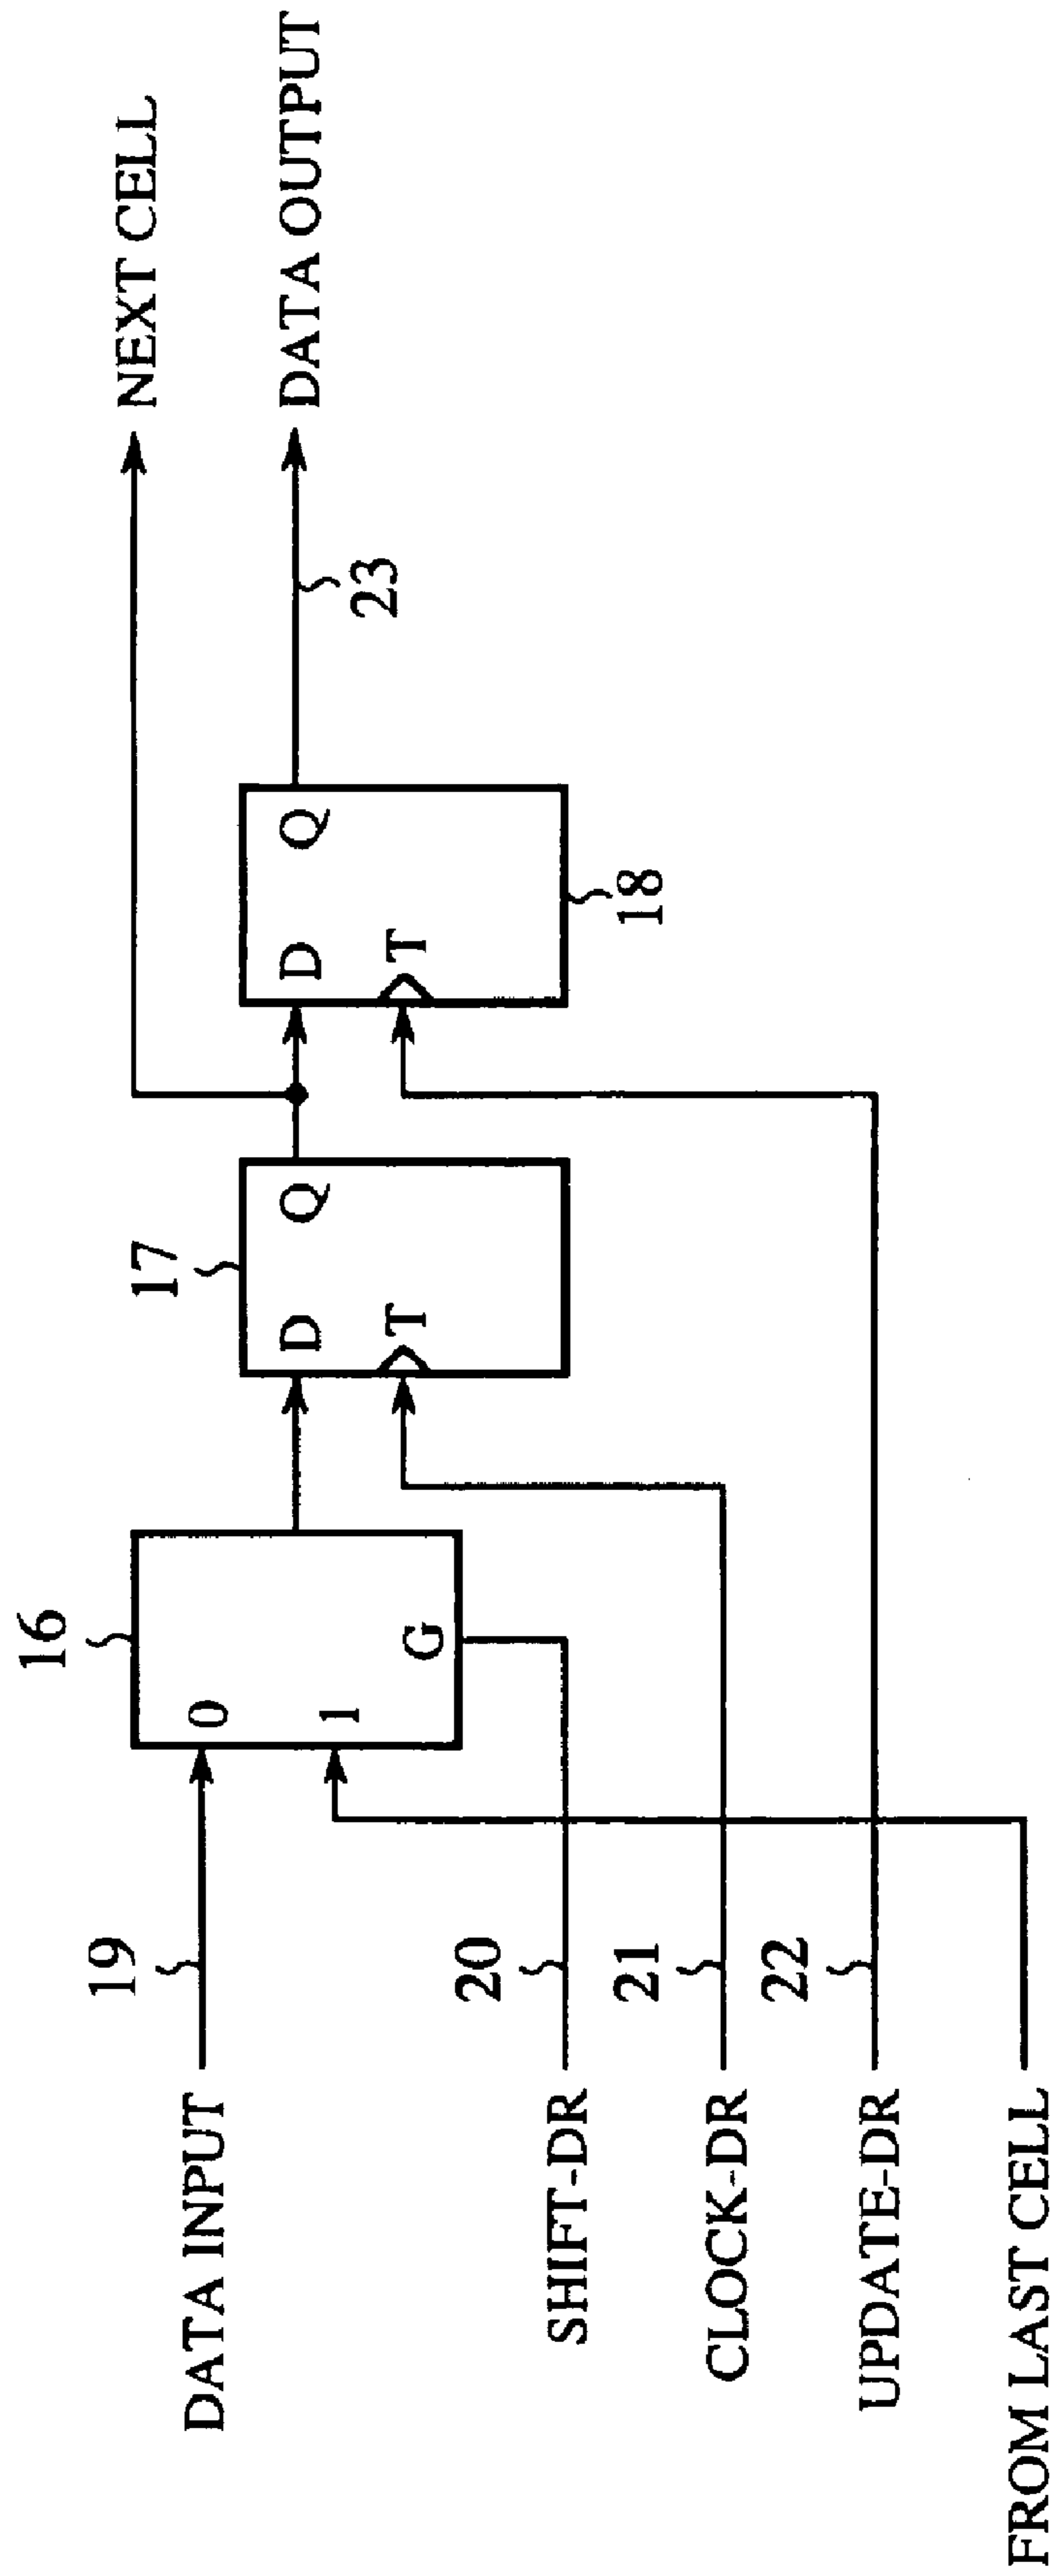 NEXT CELL
DATA OUTPUT
23
16
17
18
0
1
G
D
Q
T
D
Q
T
DATA INPUT
19
SHIFT-DR
20
CLOCK-DR
21
UPDATE-DR
22
FROM LAST CELL